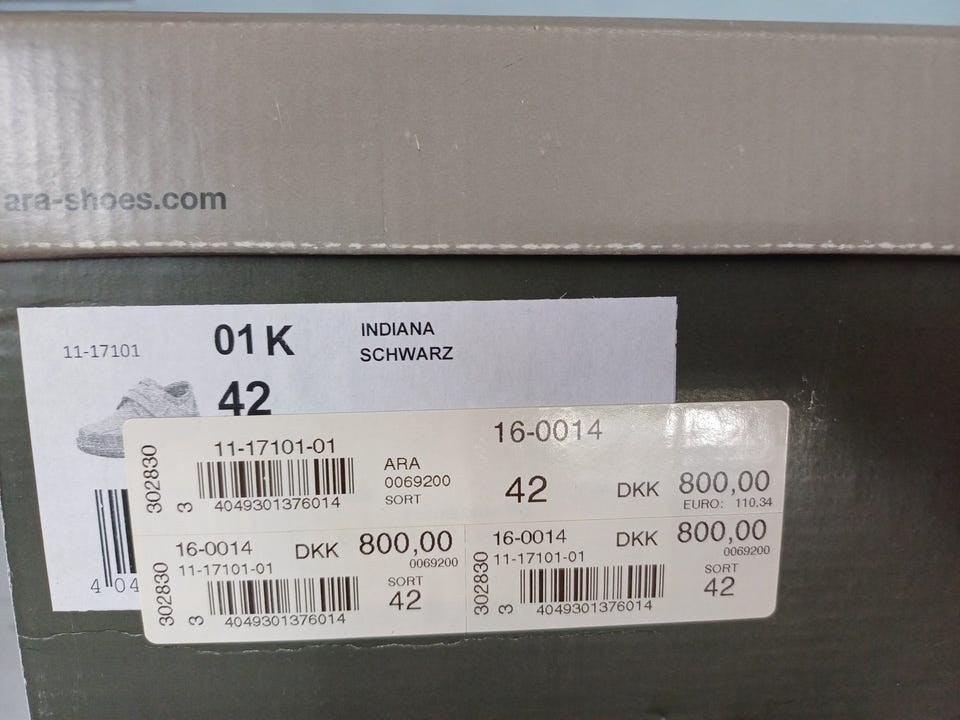 ara-shoes.com
11-17101
01 K
INDIANA
SCHWARZ
42
4 04
302830
11-17101-01
3
4049301376014
ARA
0069200
SORT
16-0014
42
DKK 800,00
EURO: 110,34
302830
16-0014
11-17101-01
DKK 800,00
0069200
3
4049301376014
SORT
42
302830
16-0014
11-17101-01
DKK 800,00
0069200
3
4049301376014
SORT
42